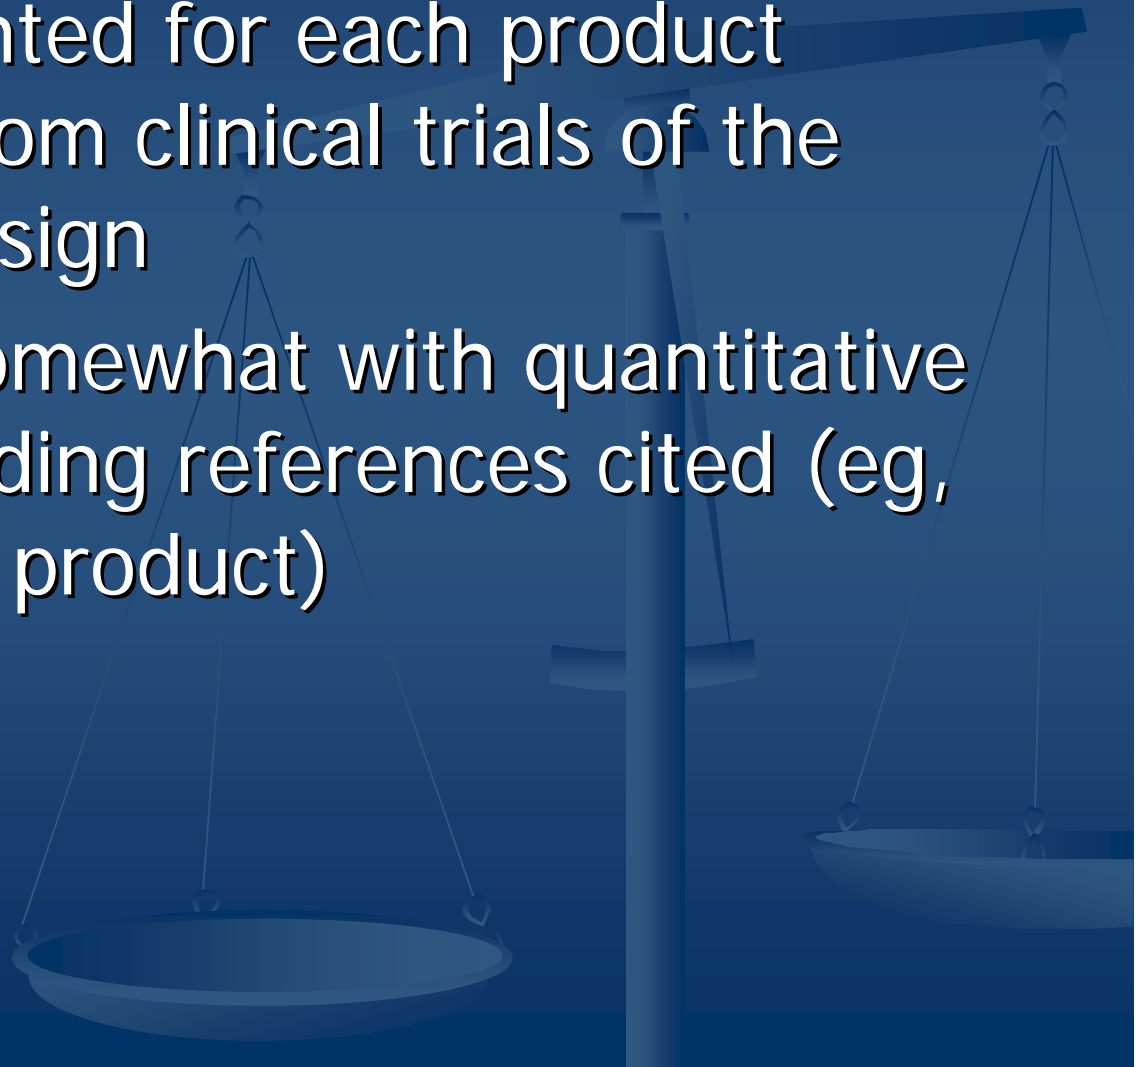 nted for each product
om clinical trials of the
sign
omewhat with quantitative
ding references cited (eg,
product)